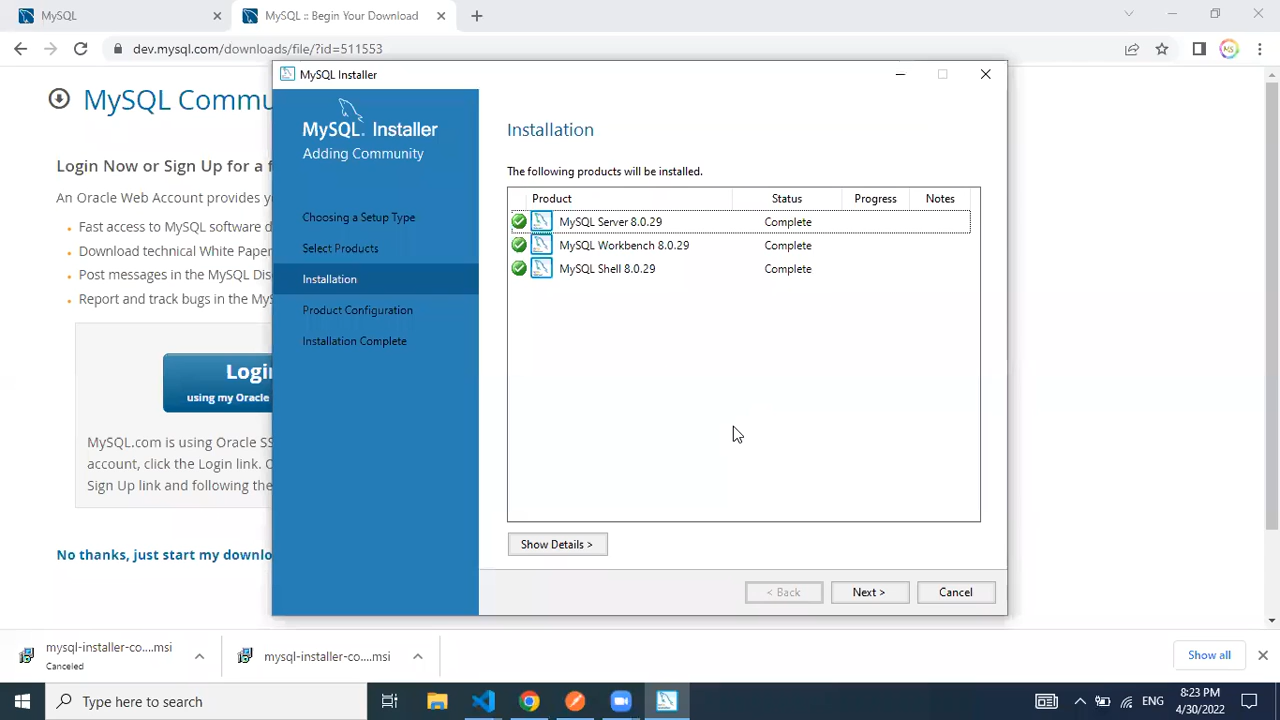 MySQL
MySQL :: Begin Your Download
dev.mysql.com/downloads/file/?id=511553
MS
MySQL Commu
Login Now or Sign Up for a f
An Oracle Web Account provides y
Fast access to MySQL software d
Download technical White Paper
Post messages in the MySQL Dis
Report and track bugs in the MyS
Login
using my Oracle
MySQL.com is using Oracle SS
account, click the Login link. O
Sign Up link and following the
No thanks, just start my downlo
MySQL Installer
MySQL. Installer
Adding Community
Choosing a Setup Type
Select Products
Installation
Product Configuration
Installation Complete
Installation
The following products will be installed.
Product Status Progress Notes
MySQL Server 8.0.29 Complete
MySQL Workbench 8.0.29 Complete
MySQL Shell 8.0.29 Complete
Show Details >
< Back Next > Cancel
mysql-installer-co....msi
Canceled
mysql-installer-co....msi
Show all
Type here to search
ENG
8:23 PM
4/30/2022